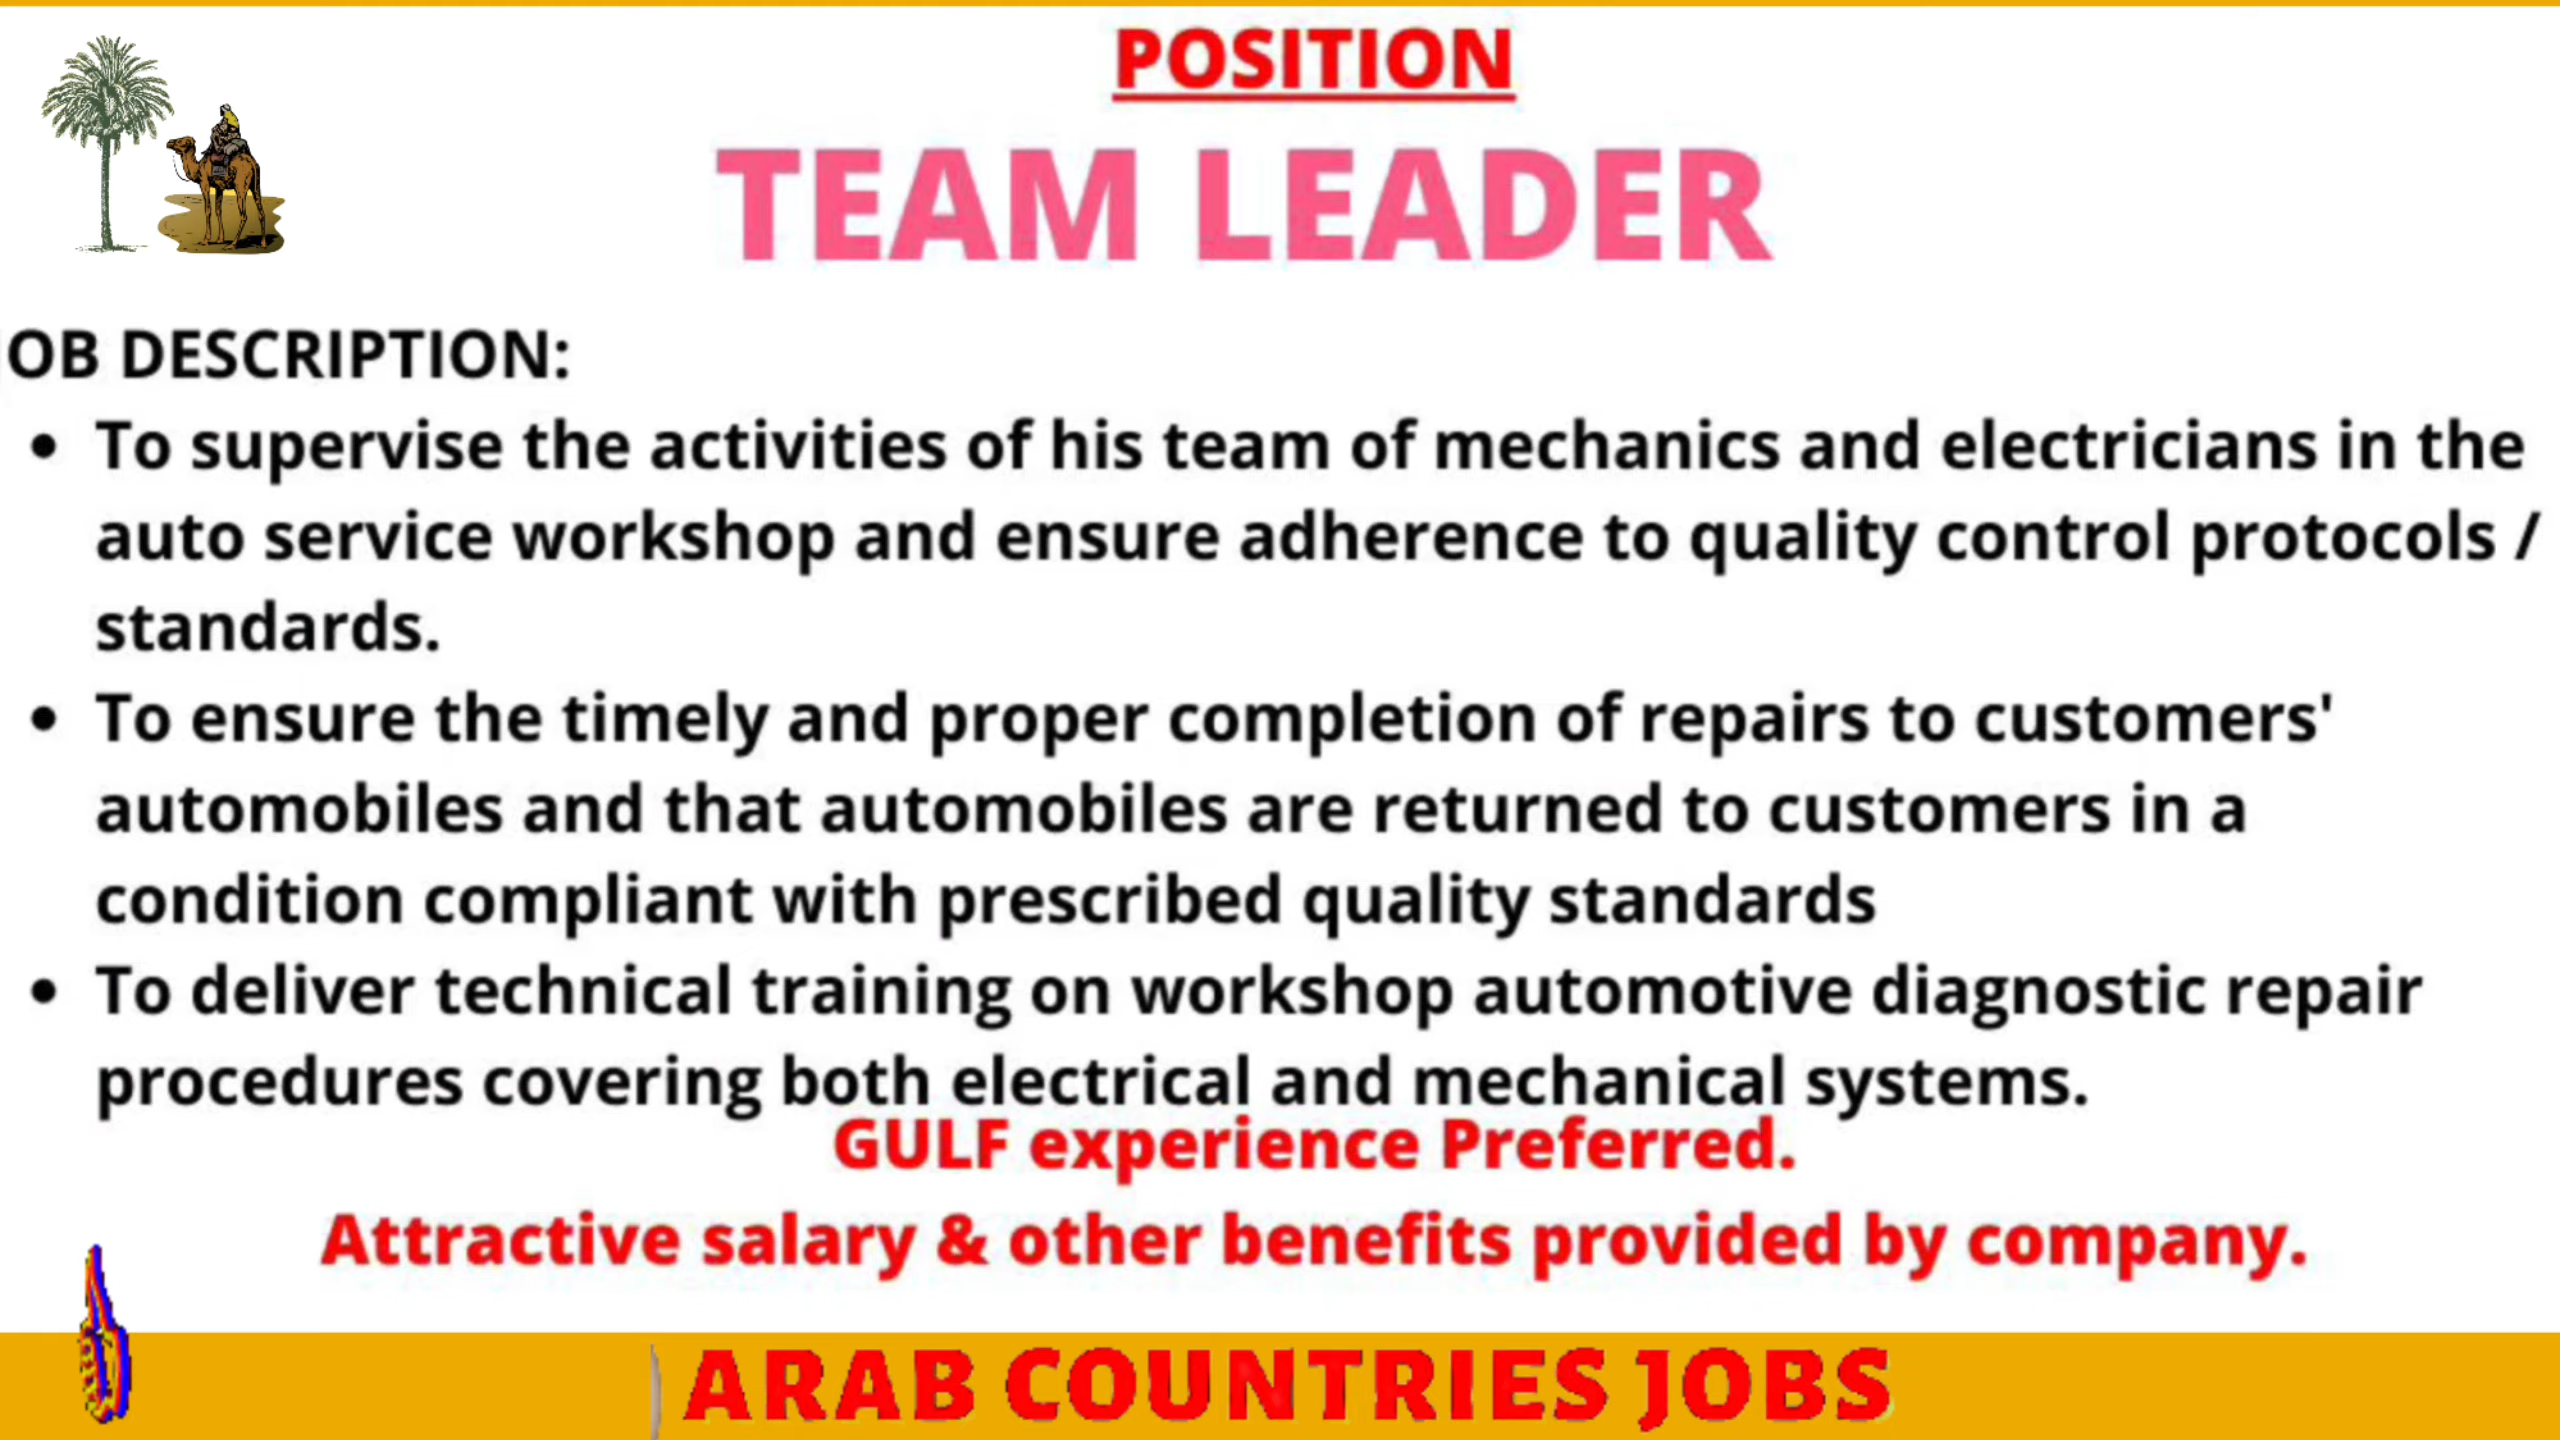 POSITION
TEAM LEADER
OB DESCRIPTION:
• To supervise the activities of his team of mechanics and electricians in the
auto service workshop and ensure adherence to quality control protocols /
standards.
• To ensure the timely and proper completion of repairs to customers'
automobiles and that automobiles are returned to customers in a
condition compliant with prescribed quality standards
• To deliver technical training on workshop automotive diagnostic repair
procedures covering both electrical and mechanical systems.
GULF experience Preferred.
Attractive salary & other benefits provided by company.
ARAB COUNTRIES JOBS